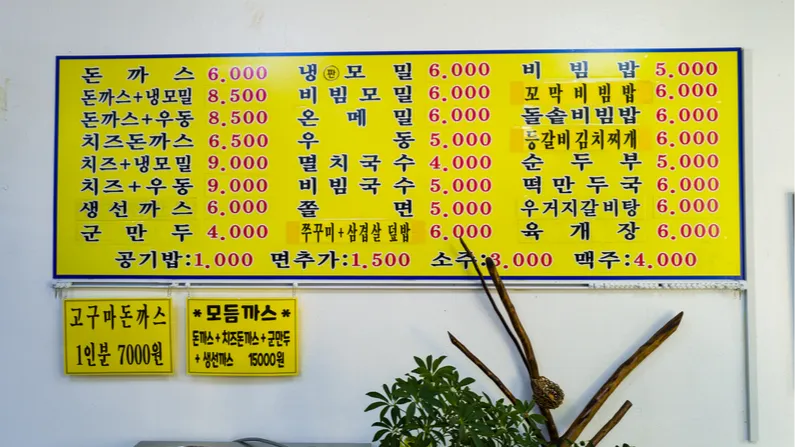 돈까스 6.000
돈까스+냉모밀 8.500
돈까스+우동 8.500
치즈돈까스 6.500
치즈+냉모밀 9.000
치즈+우동 9.000
생선까스 6.000
군만두 4.000
냉㉿모밀 6.000
비빔모밀 6.000
온메밀 6.000
우동 5.000
멸치국수 4.000
비빔국수 5.000
쫄면 5.000
쭈꾸미+삼겹살 덮밥 6.000
비빔밥 5.000
꼬막비빔밥 6.000
돌솥비빔밥 6.000
등갈비김치찌개 6.000
순두부 5.000
떡만두국 6.000
우거지갈비탕 6.000
육개장 6.000
공기밥:1.000 면추가:1.500 소주:3.000 맥주:4.000
고구마돈까스
1인분 7000원
*모듬까스*
돈까스+치즈돈까스+군만두
+생선까스 15000원